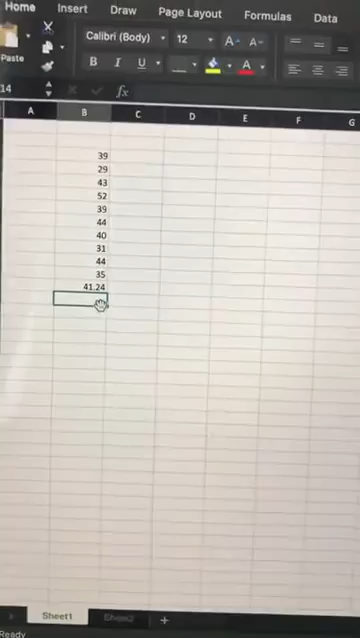 Home Insert Draw Page Layout Formulas Data
Paste
Calibri (Body) 12 A A
B I U A
14 fx
A B C D E F G
39
29
43
52
39
44
40
31
44
35
41.24
Sheet1 Sheet2 +
Ready